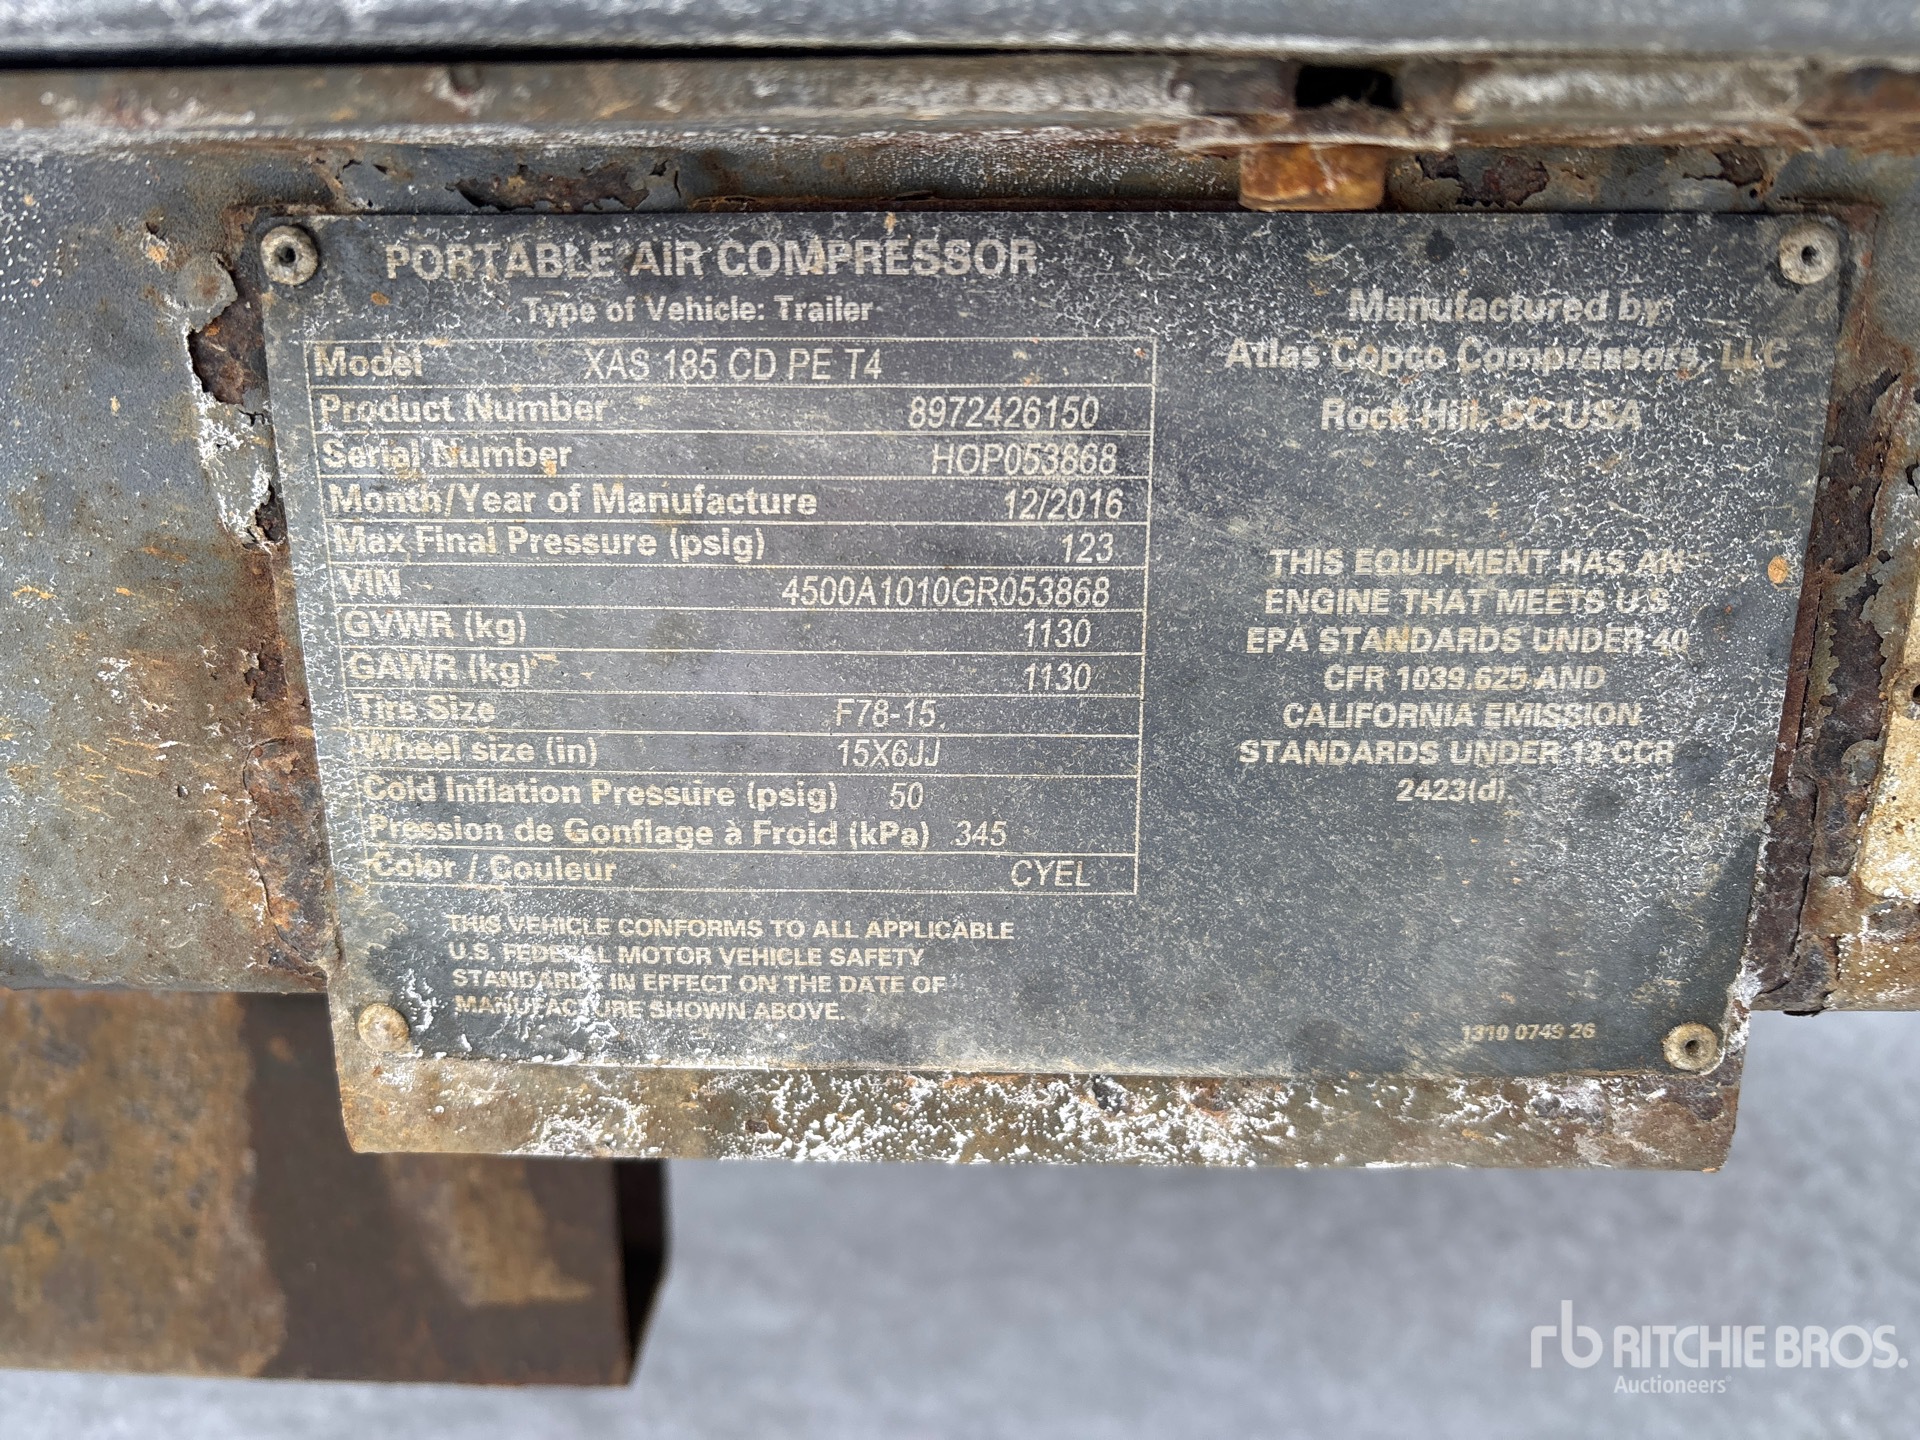 PORTABLE AIR COMPRESSOR
Type of Vehicle: Trailer
Model XAS 185 CD PE T4
Product Number 8972426150
Serial Number HOP053868
Month/Year of Manufacture 12/2016
Max Final Pressure (psig) 123
VIN 4500A1010GR053868
GVWR (kg) 1130
GAWR (kg) 1130
Tire Size F78-15
Wheel size (in) 15X6JJ
Cold Inflation Pressure (psig) 50
Pression de Gonflage à Froid (kPa) 345
Color / Couleur CYEL
THIS VEHICLE CONFORMS TO ALL APPLICABLE
U.S. FEDERAL MOTOR VEHICLE SAFETY
STANDARDS IN EFFECT ON THE DATE OF
MANUFACTURE SHOWN ABOVE.
Manufactured by
Atlas Copco Compressors, LLC
Rock Hill, SC USA
THIS EQUIPMENT HAS AN
ENGINE THAT MEETS U.S
EPA STANDARDS UNDER 40
CFR 1039.625 AND
CALIFORNIA EMISSION
STANDARDS UNDER 13 CCR
2423(d).
1310 0743 26
rb RITCHIE BROS.
Auctioneers